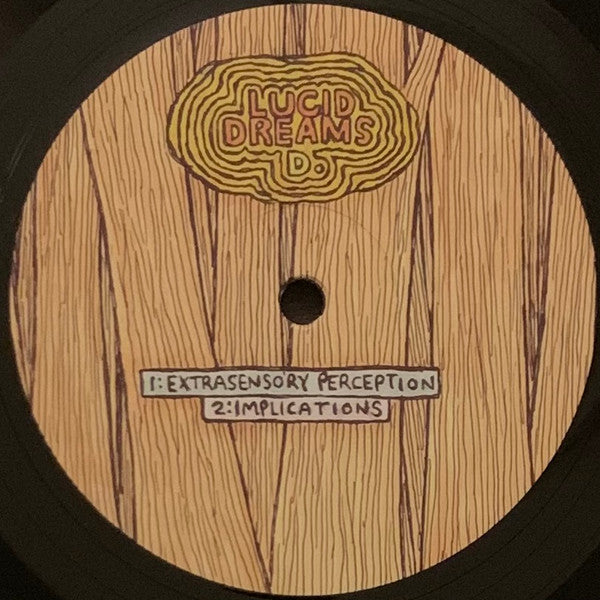 LUCID
DREAMS
D.
1:EXTRASENSORY PERCEPTION
2:IMPLICATIONS